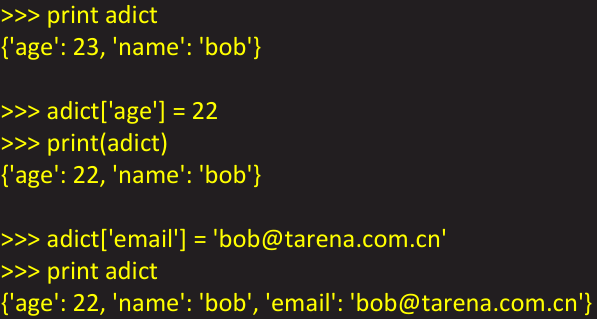 >>> print adict
{'age': 23, 'name': 'bob'}
>>> adict['age'] = 22
>>> print(adict)
{'age': 22, 'name': 'bob'}
>>> adict['email'] = 'bob@tarena.com.cn'
>>> print adict
{'age': 22, 'name': 'bob', 'email': 'bob@tarena.com.cn'}